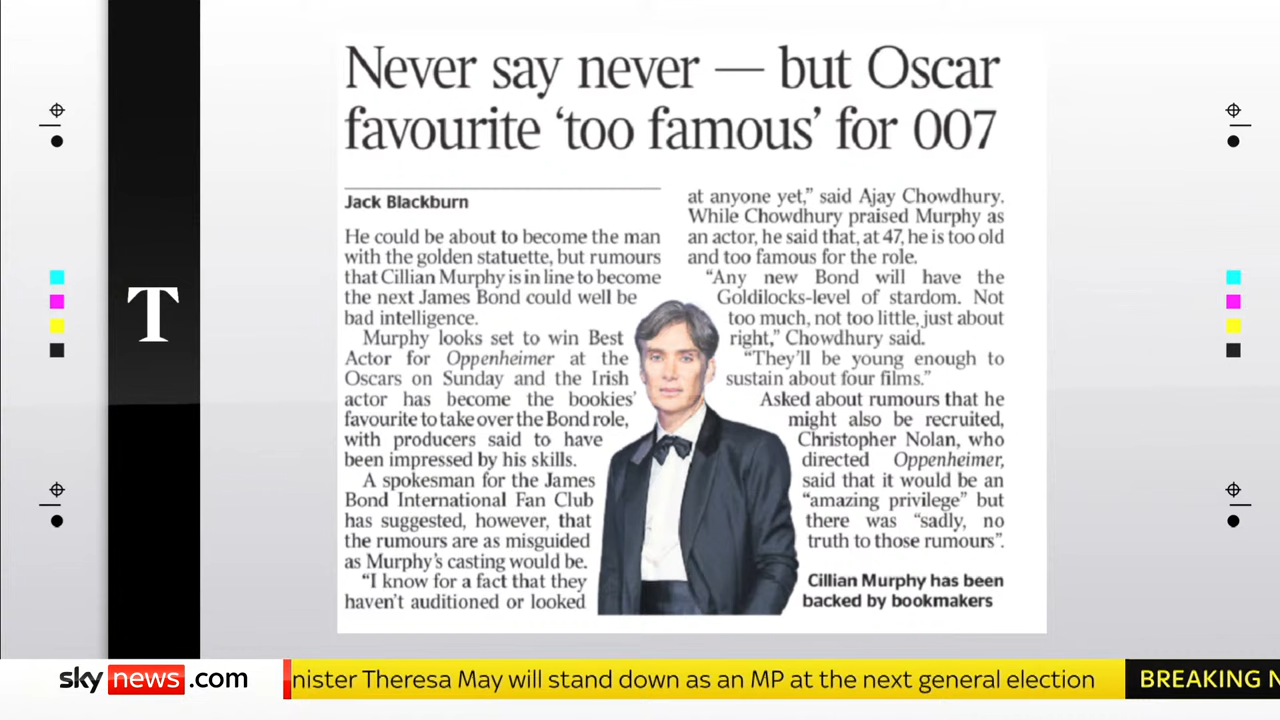 Never say never — but Oscar
favourite ‘too famous’ for 007
T
Jack Blackburn
He could be about to become the man
with the golden statuette, but rumours
that Cillian Murphy is in line to become
the next James Bond could well be
bad intelligence.
Murphy looks set to win Best
Actor for Oppenheimer at the
Oscars on Sunday and the Irish
actor has become the bookies’
favourite to take over the Bond role,
with producers said to have
been impressed by his skills.
A spokesman for the James
Bond International Fan Club
has suggested, however, that
the rumours are as misguided
as Murphy’s casting would be.
“I know for a fact that they
haven’t auditioned or looked
at anyone yet,” said Ajay Chowdhury.
While Chowdhury praised Murphy as
an actor, he said that, at 47, he is too old
and too famous for the role.
“Any new Bond will have the
Goldilocks-level of stardom. Not
too much, not too little, just about
right,” Chowdhury said.
“They’ll be young enough to
sustain about four films.”
Asked about rumours that he
might also be recruited,
Christopher Nolan, who
directed Oppenheimer,
said that it would be an
“amazing privilege” but
there was “sadly, no
truth to those rumours”.
Cillian Murphy has been
backed by bookmakers
sky news .com
nister Theresa May will stand down as an MP at the next general election
BREAKING N